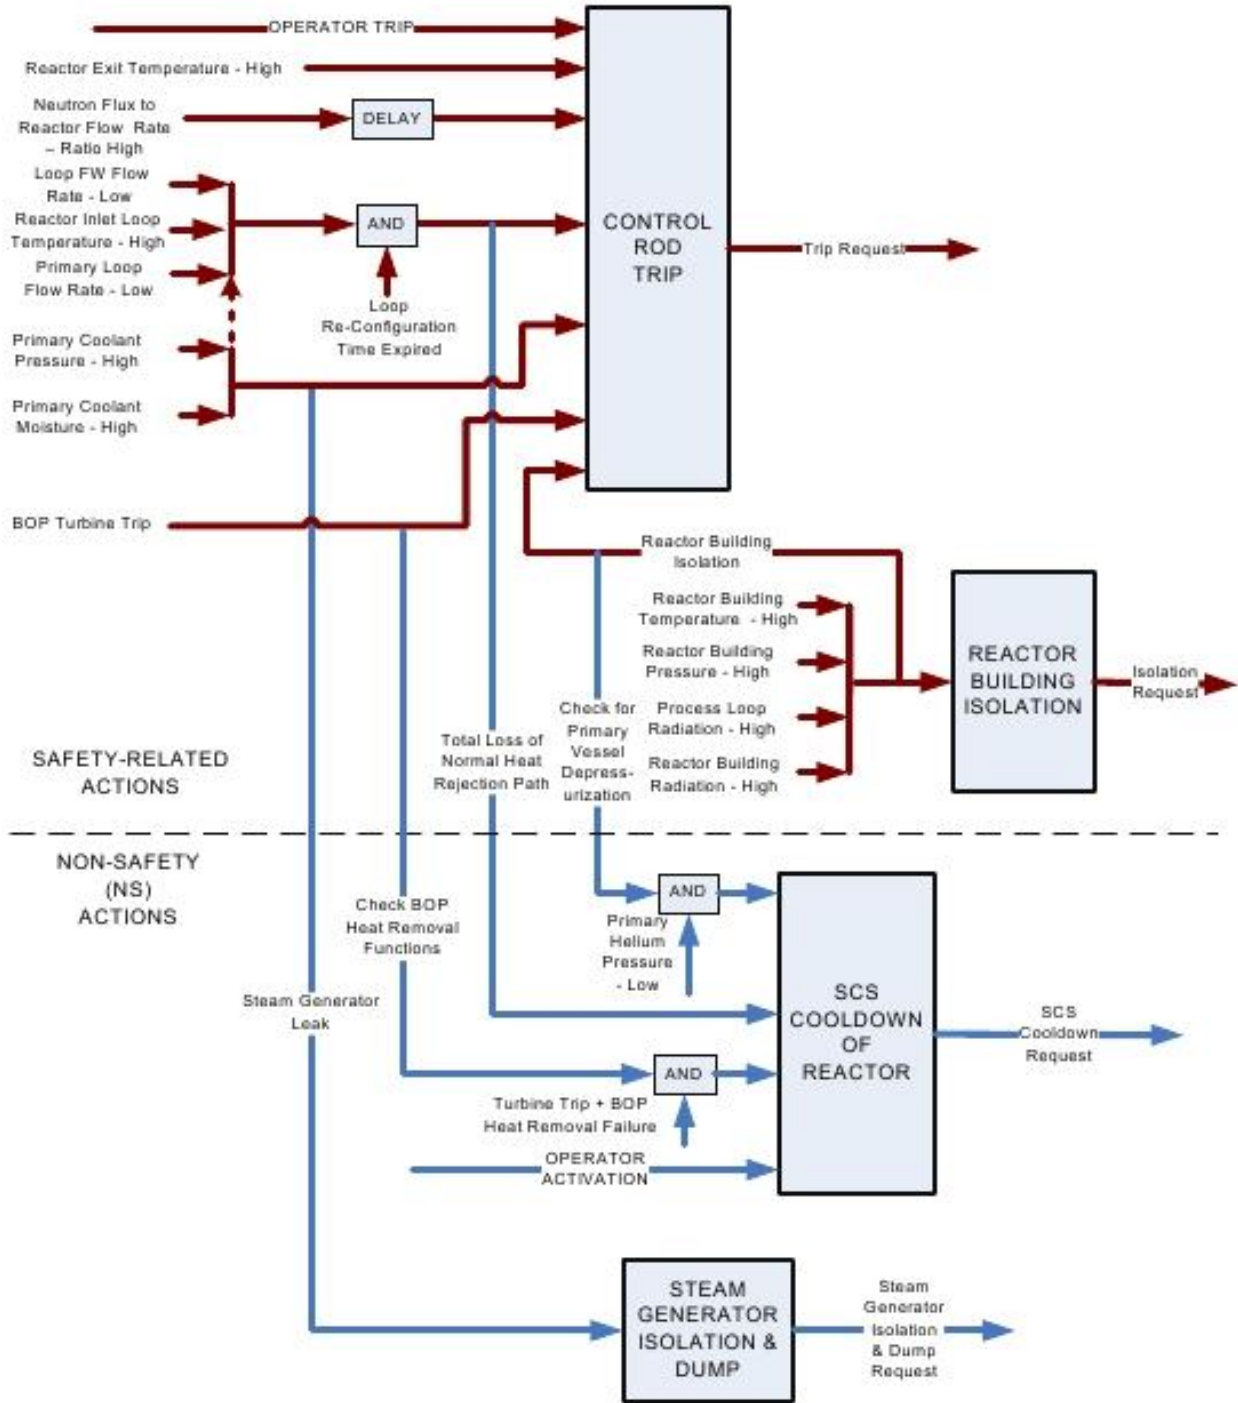 OPERATOR TRIP
Reactor Exit Temperature - High
Neutron Flux to
Reactor Flow Rate
– Ratio High
DELAY
Loop FW Flow
Rate - Low
Reactor Inlet Loop
Temperature - High
Primary Loop
Flow Rate - Low
AND
Loop
Re-Configuration
Time Expired
Primary Coolant
Pressure - High
Primary Coolant
Moisture - High
BOP Turbine Trip
CONTROL
ROD
TRIP
Trip Request
Reactor Building
Isolation
Reactor Building
Temperature - High
Reactor Building
Pressure - High
Process Loop
Radiation - High
Reactor Building
Radiation - High
REACTOR
BUILDING
ISOLATION
Isolation
Request
Total Loss of
Normal Heat
Rejection Path
Check for
Primary
Vessel
Depress-
urization
SAFETY-RELATED
ACTIONS
NON-SAFETY
(NS)
ACTIONS
Check BOP
Heat Removal
Functions
Steam Generator
Leak
AND
Primary
Helium
Pressure
- Low
AND
Turbine Trip + BOP
Heat Removal Failure
OPERATOR
ACTIVATION
SCS
COOLDOWN
OF
REACTOR
SCS
Cooldown
Request
STEAM
GENERATOR
ISOLATION &
DUMP
Steam
Generator
Isolation
& Dump
Request